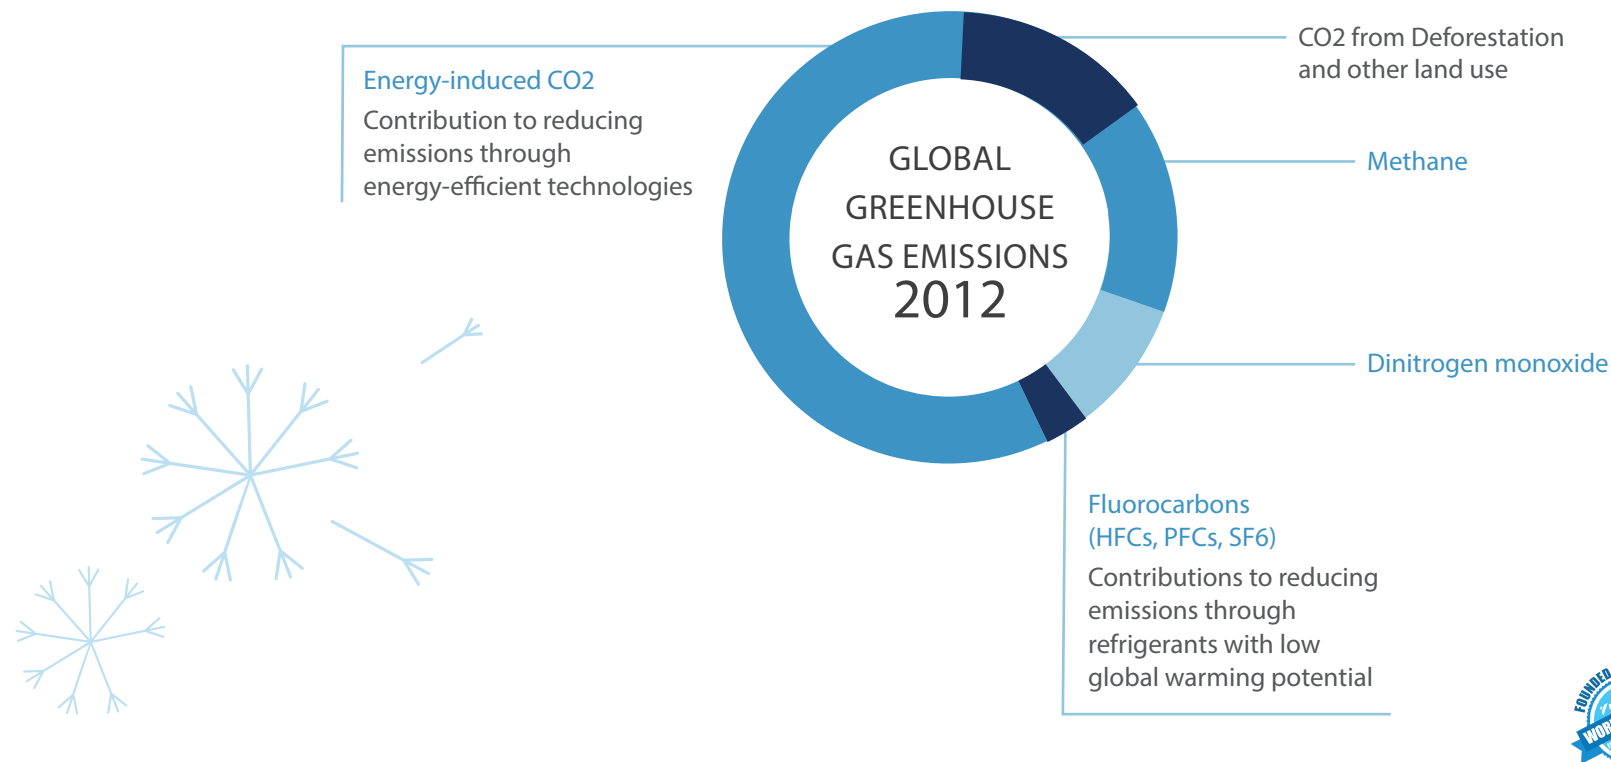 Energy-induced CO2
Contribution to reducing
emissions through
energy-efficient technologies
GLOBAL
GREENHOUSE
GAS EMISSIONS
2012
CO2 from Deforestation
and other land use
Methane
Dinitrogen monoxide
Fluorocarbons
(HFCs, PFCs, SF6)
Contributions to reducing
emissions through
refrigerants with low
global warming potential
FOUNDED